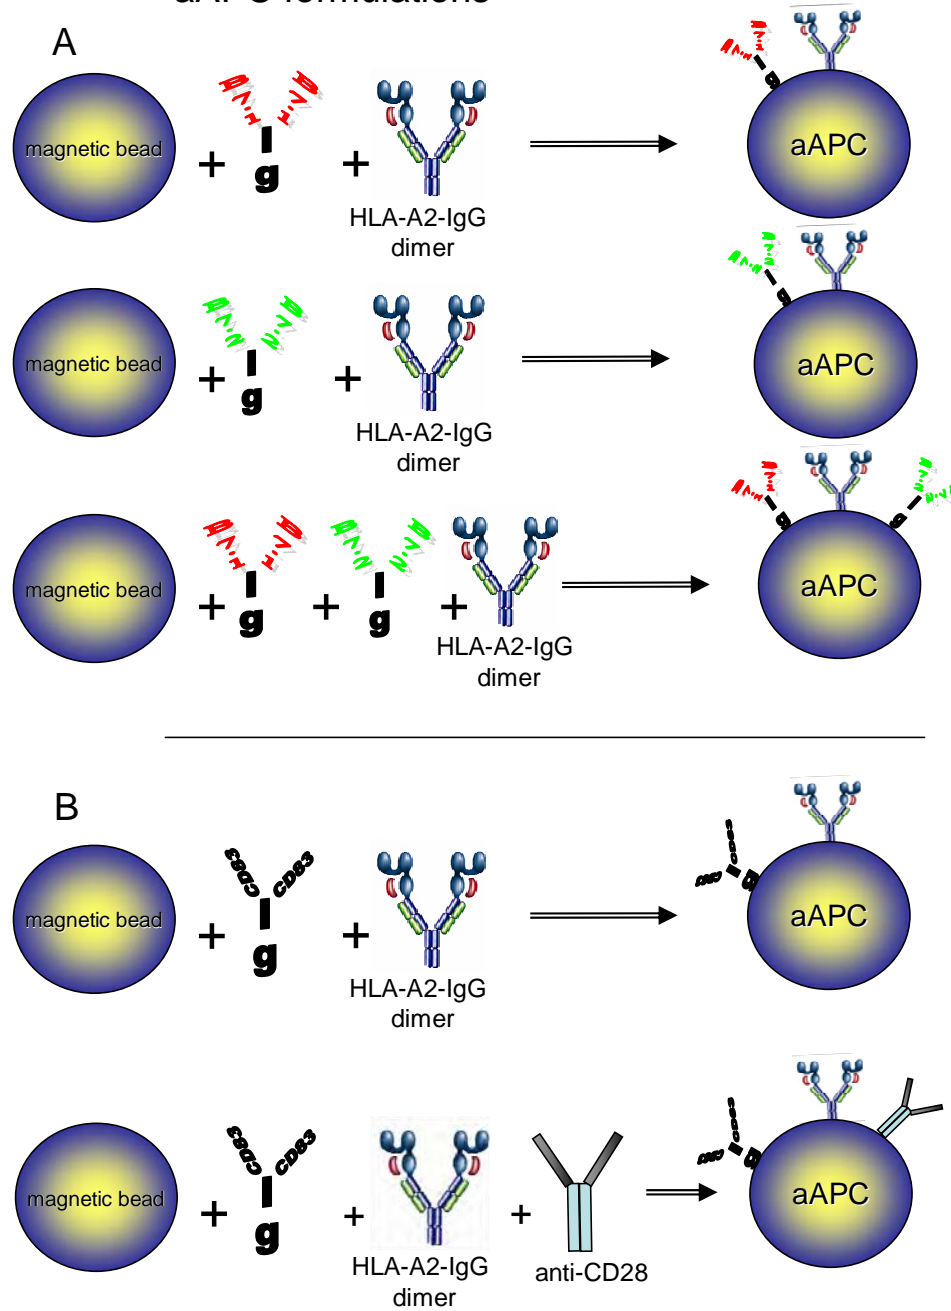 aAPC formulations
A
magnetic bead
+
g
+
HLA-A2-IgG
dimer
g
aAPC
magnetic bead
+
g
+
HLA-A2-IgG
dimer
g
aAPC
magnetic bead
+
g
+
g
+
HLA-A2-IgG
dimer
g
g
aAPC
B
magnetic bead
+
CD83
CD83
g
+
HLA-A2-IgG
dimer
aAPC
magnetic bead
+
CD83
CD83
g
+
HLA-A2-IgG
dimer
+
anti-CD28
aAPC